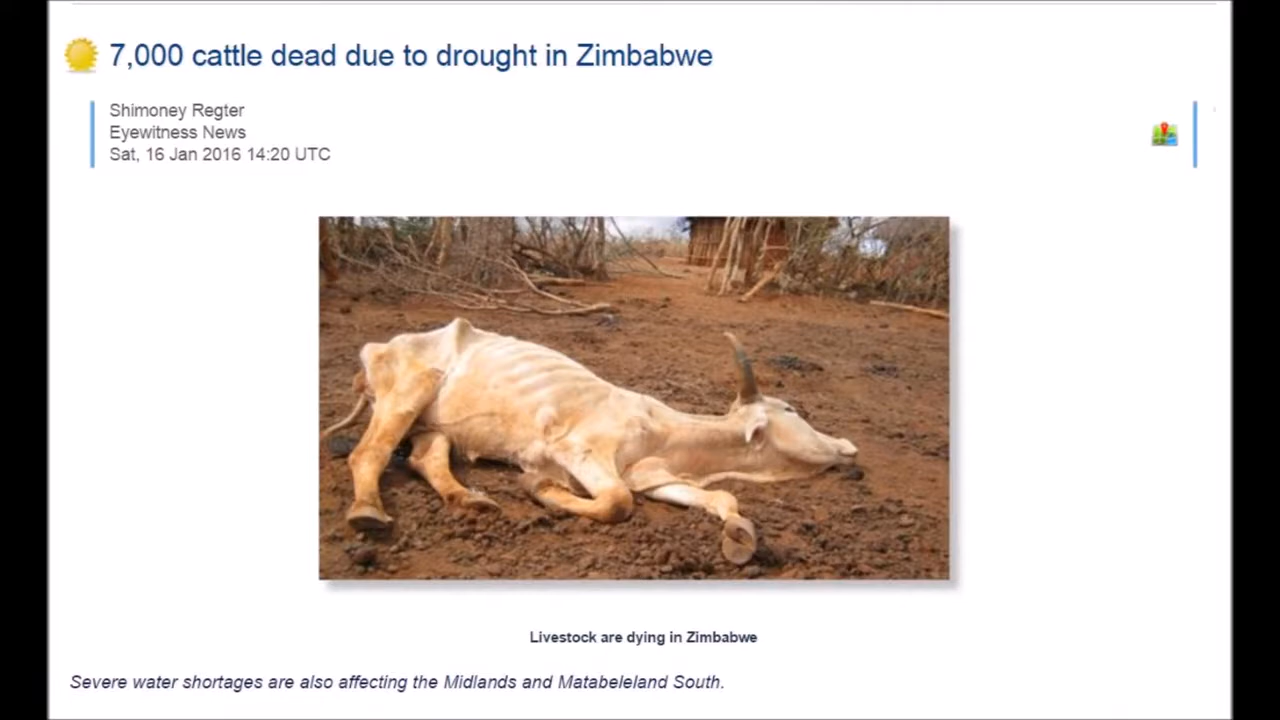 7,000 cattle dead due to drought in Zimbabwe
Shimoney Regter
Eyewitness News
Sat, 16 Jan 2016 14:20 UTC
Livestock are dying in Zimbabwe
Severe water shortages are also affecting the Midlands and Matabeleland South.